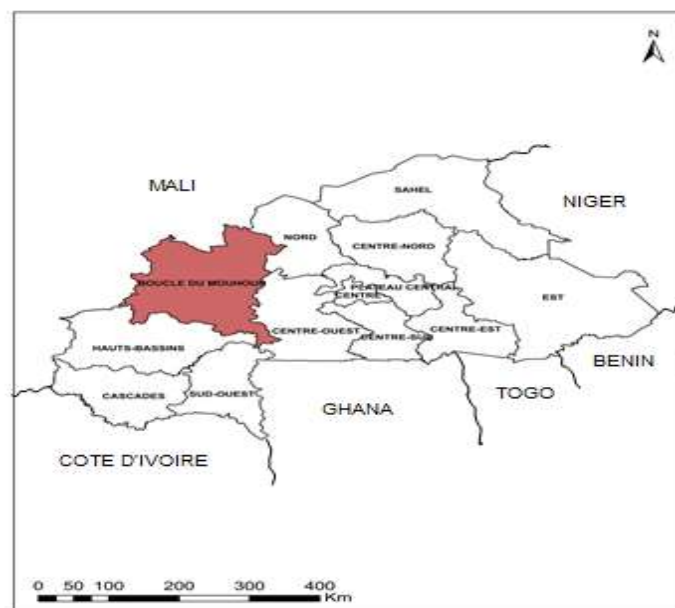 N
MALI
SAHEL
NIGER
NORD
CENTRE-NORD
BOUCLE DU MOUHOUN
PLATEAU CENTRAL
CENTRE
EST
CENTRE-OUEST
CENTRE-SUD
CENTRE-EST
HAUTS-BASSINS
BENIN
CASCADES
SUD-OUEST
TOGO
GHANA
COTE D'IVOIRE
0 50 100 200 300 400
Km